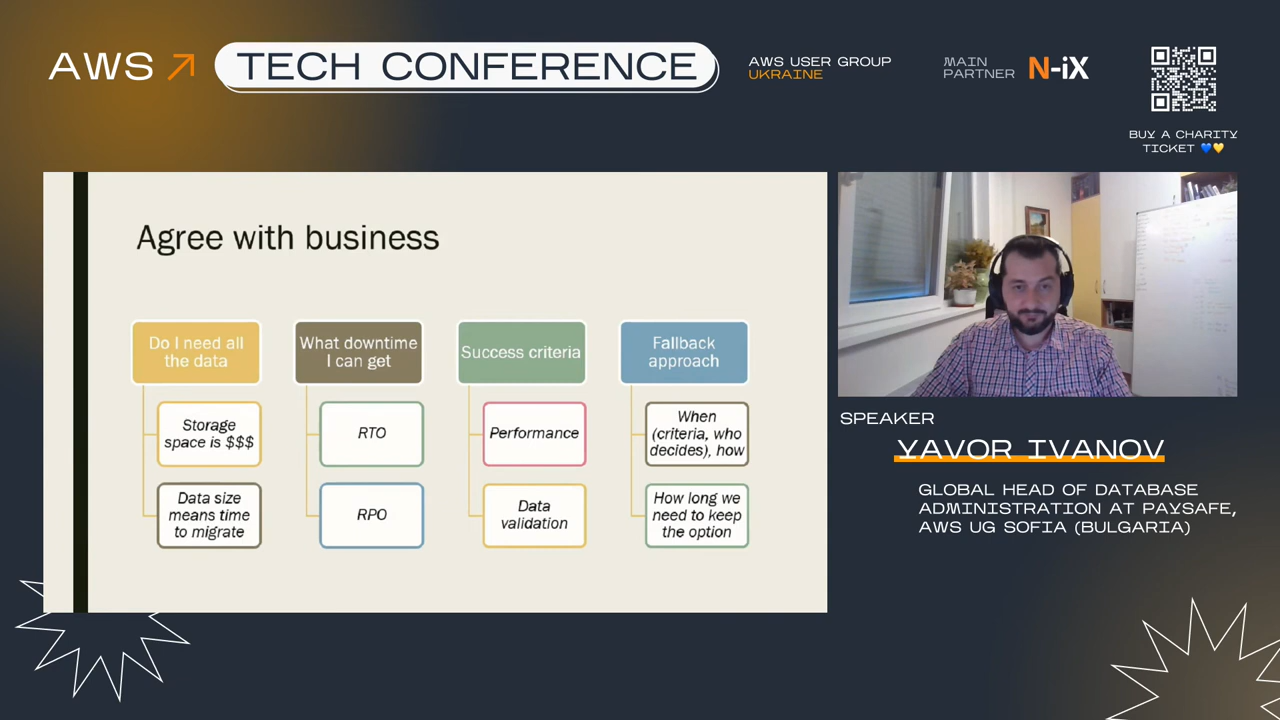 AWS ↗ TECH CONFERENCE
AWS USER GROUP
UKRAINE
MAIN
PARTNER
N-iX
BUY A CHARITY
TICKET 💙💛
Agree with business
Do I need all
the data
Storage
space is $$$
Data size
means time
to migrate
What downtime
I can get
RTO
RPO
Success criteria
Performance
Data
validation
Fallback
approach
When
(criteria, who
decides), how
How long we
need to keep
the option
SPEAKER
YAVOR IVANOV
GLOBAL HEAD OF DATABASE
ADMINISTRATION AT PAYSAFE,
AWS UG SOFIA (BULGARIA)